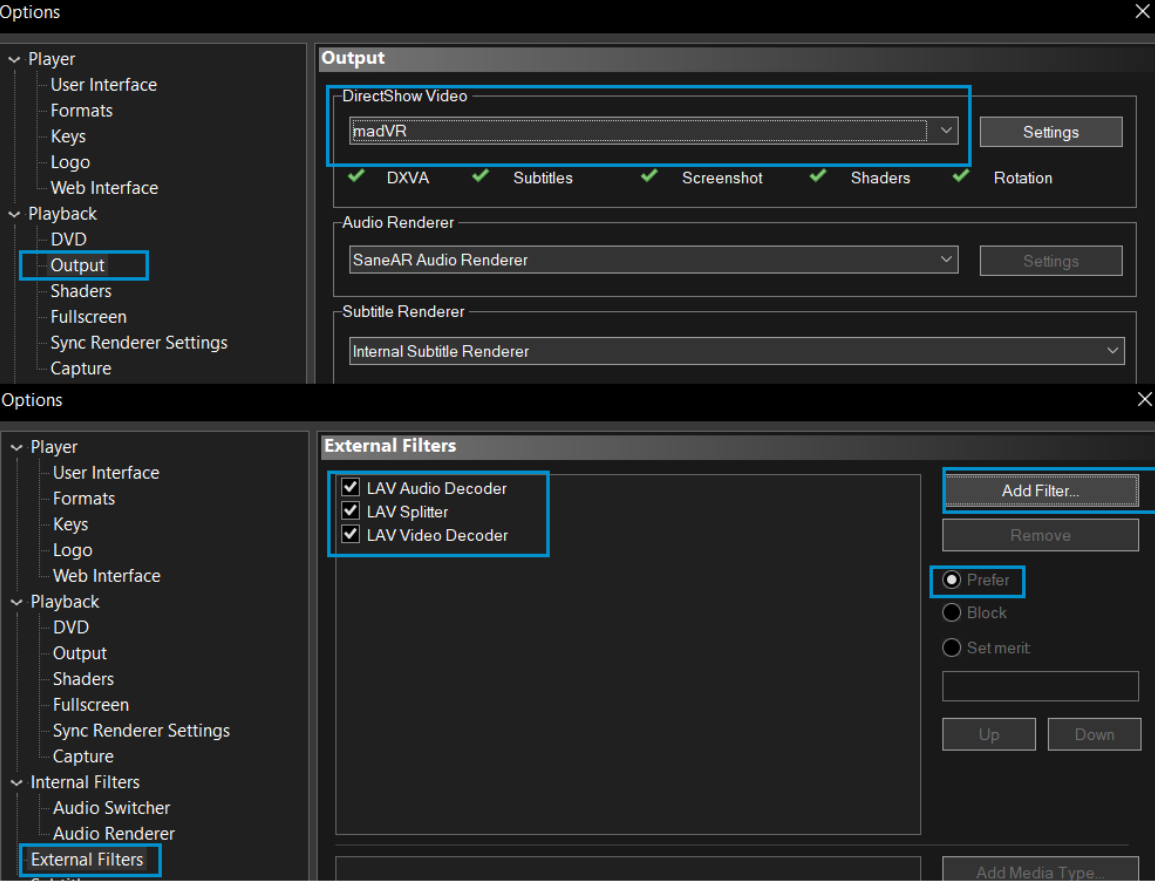 Options
Player
User Interface
Formats
Keys
Logo
Web Interface
Playback
DVD
Output
Shaders
Fullscreen
Sync Renderer Settings
Capture
Output
DirectShow Video
madVR
Settings
DXVA
Subtitles
Screenshot
Shaders
Rotation
Audio Renderer
SaneAR Audio Renderer
Settings
Subtitle Renderer
Internal Subtitle Renderer
Options
Player
User Interface
Formats
Keys
Logo
Web Interface
Playback
DVD
Output
Shaders
Fullscreen
Sync Renderer Settings
Capture
Internal Filters
Audio Switcher
Audio Renderer
External Filters
External Filters
LAV Audio Decoder
LAV Splitter
LAV Video Decoder
Add Filter...
Remove
Prefer
Block
Set merit:
Up
Down
Add Media Type...